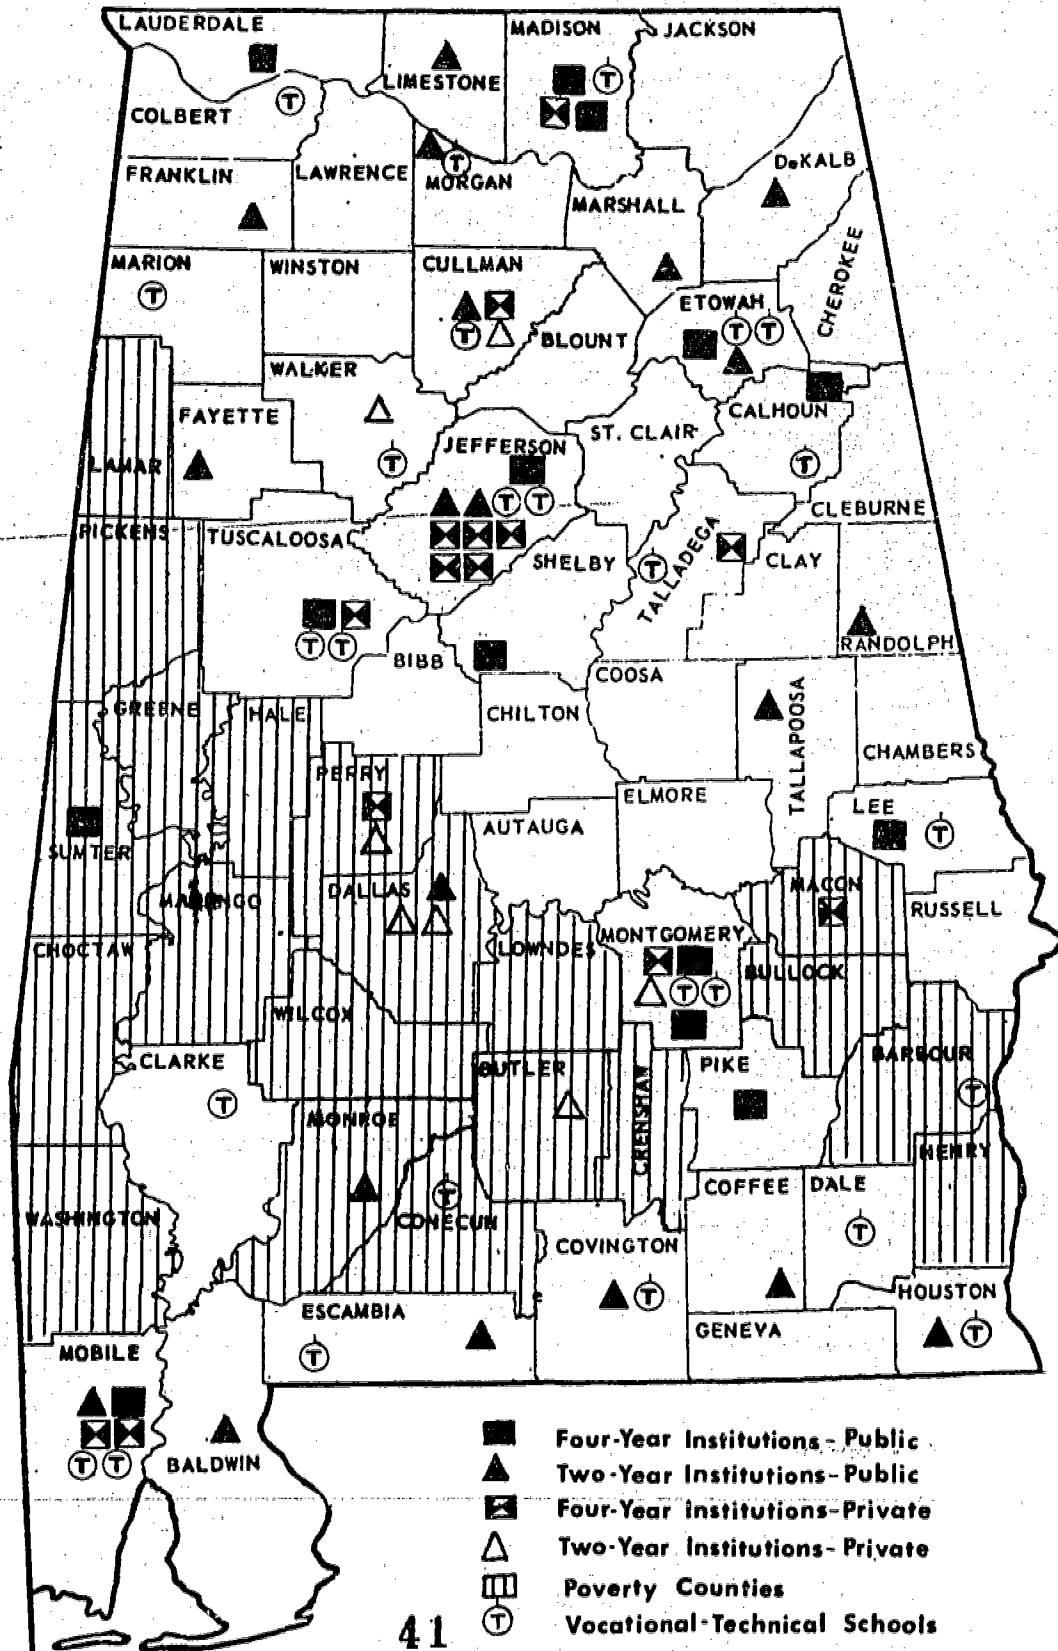 LAUDERDALE
MADISON
JACKSON
LIMESTONE
T
COLBERT
T
FRANKLIN
LAWRENCE
T
MORGAN
DeKALB
MARSHALL
MARION
WINSTON
CULLMAN
CHEROKEE
T
ETOWAH
T
T T
BLOUNT
WALKER
FAYETTE
CALHOUN
ST. CLAIR
JEFFERSON
LAMAR
T
T
T T
CLEBURNE
PICKENS
TUSCALOOSA
SHELBY
TALLADEGA
CLAY
T
T T
RANDOLPH
BIBB
COOSA
GREENE
HALE
CHILTON
TALLAPOOSA
CHAMBERS
PERRY
ELMORE
LEE
AUTAUGA
T
SUMTER
DALLAS
MACON
MARENGO
RUSSELL
CHOCTAW
LOWNDES
MONTGOMERY
BULLOCK
T T
WILCOX
CLARKE
BUTLER
CRENSHAW
PIKE
BARBOUR
T
T
MONROE
HENRY
T
COFFEE
DALE
WASHINGTON
CONECUH
T
COVINGTON
T
HOUSTON
ESCAMBIA
GENEVA
T
T
MOBILE
T T
BALDWIN
Four-Year Institutions-Public
Two-Year Institutions-Public
Four-Year Institutions-Private
Two-Year Institutions-Private
Poverty Counties
T Vocational-Technical Schools
41